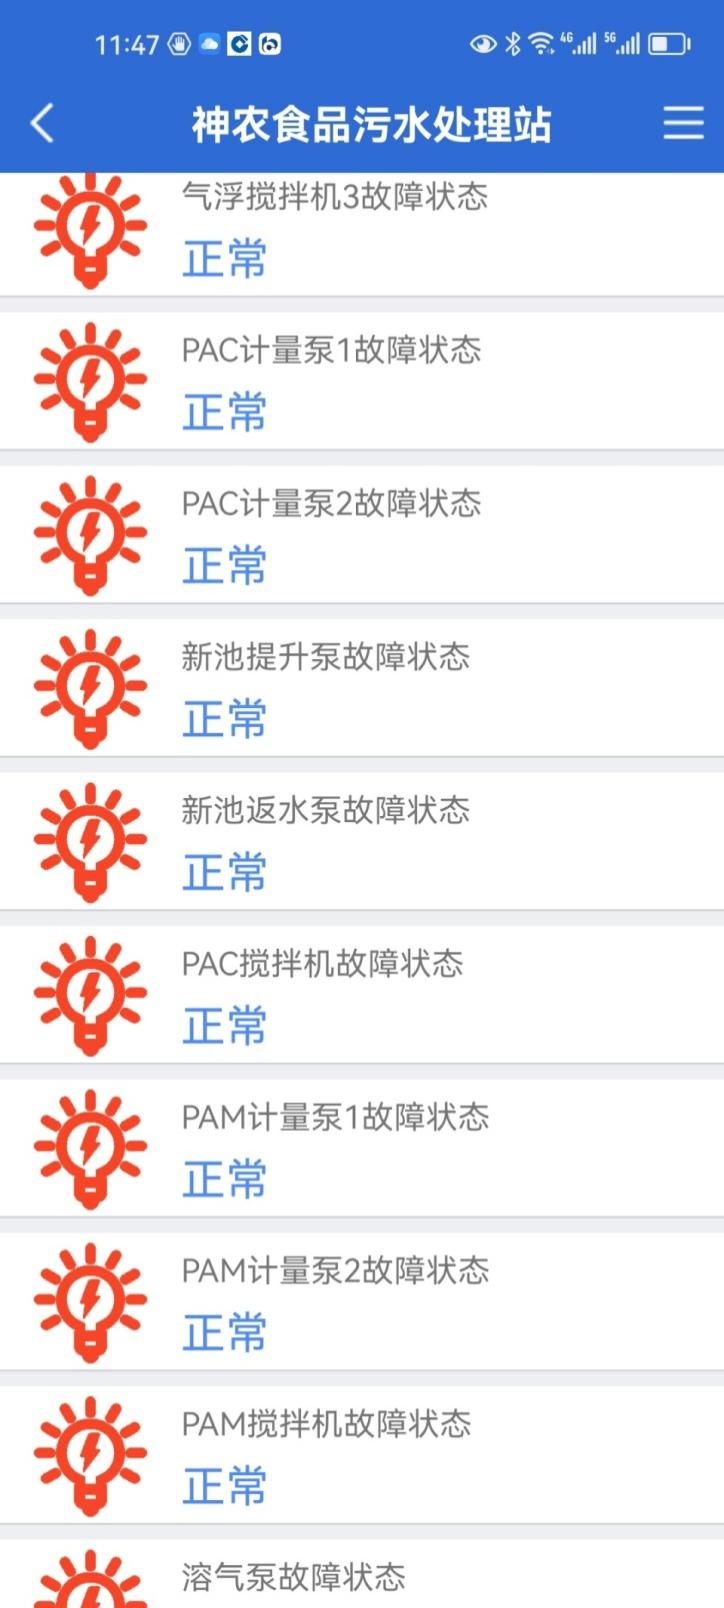 11:47
4G 5G
神农食品污水处理站
气浮搅拌机3故障状态
正常
PAC计量泵1故障状态
正常
PAC计量泵2故障状态
正常
新池提升泵故障状态
正常
新池返水泵故障状态
正常
PAC搅拌机故障状态
正常
PAM计量泵1故障状态
正常
PAM计量泵2故障状态
正常
PAM搅拌机故障状态
正常
溶气泵故障状态